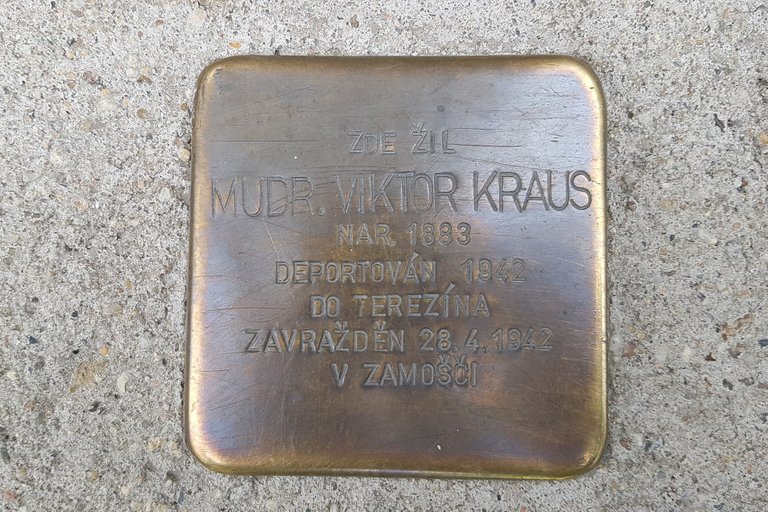 ZDE ŽIL
MUDR. VIKTOR KRAUS
NAR. 1883
DEPORTOVÁN 1942
DO TEREZÍNA
ZAVRAŽDĚN 28.4.1942
V ZAMOŠČI